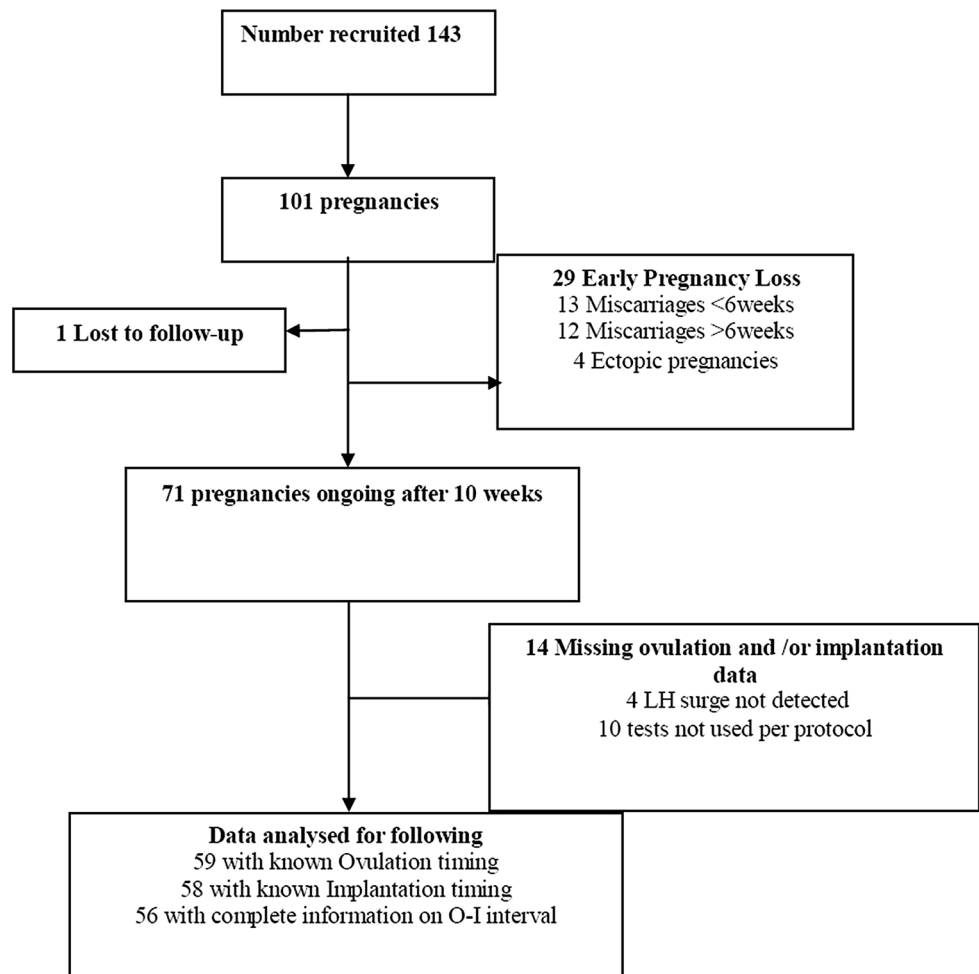 Number recruited 143
101 pregnancies
29 Early Pregnancy Loss
13 Miscarriages <6weeks
12 Miscarriages >6weeks
4 Ectopic pregnancies
1 Lost to follow-up
71 pregnancies ongoing after 10 weeks
14 Missing ovulation and /or implantation
data
4 LH surge not detected
10 tests not used per protocol
Data analysed for following
59 with known Ovulation timing
58 with known Implantation timing
56 with complete information on O-I interval